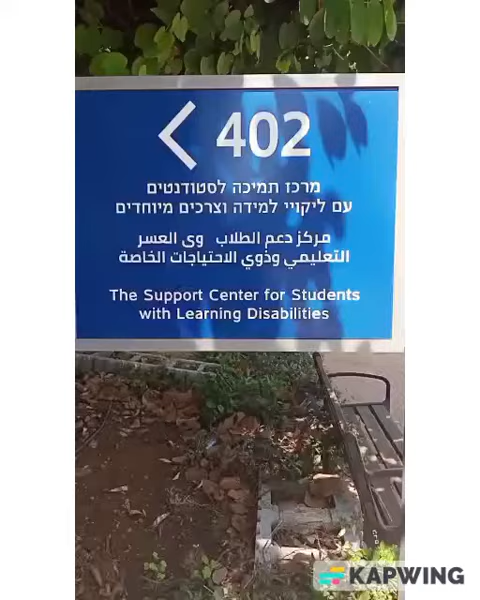 < 402
מרכז תמיכה לסטודנטים
עם ליקויי למידה וצרכים מיוחדים
مركز دعم الطلاب وى العسر
التعليمي وذوي الاحتياجات الخاصة
The Support Center for Students
with Learning Disabilities
KAPWING